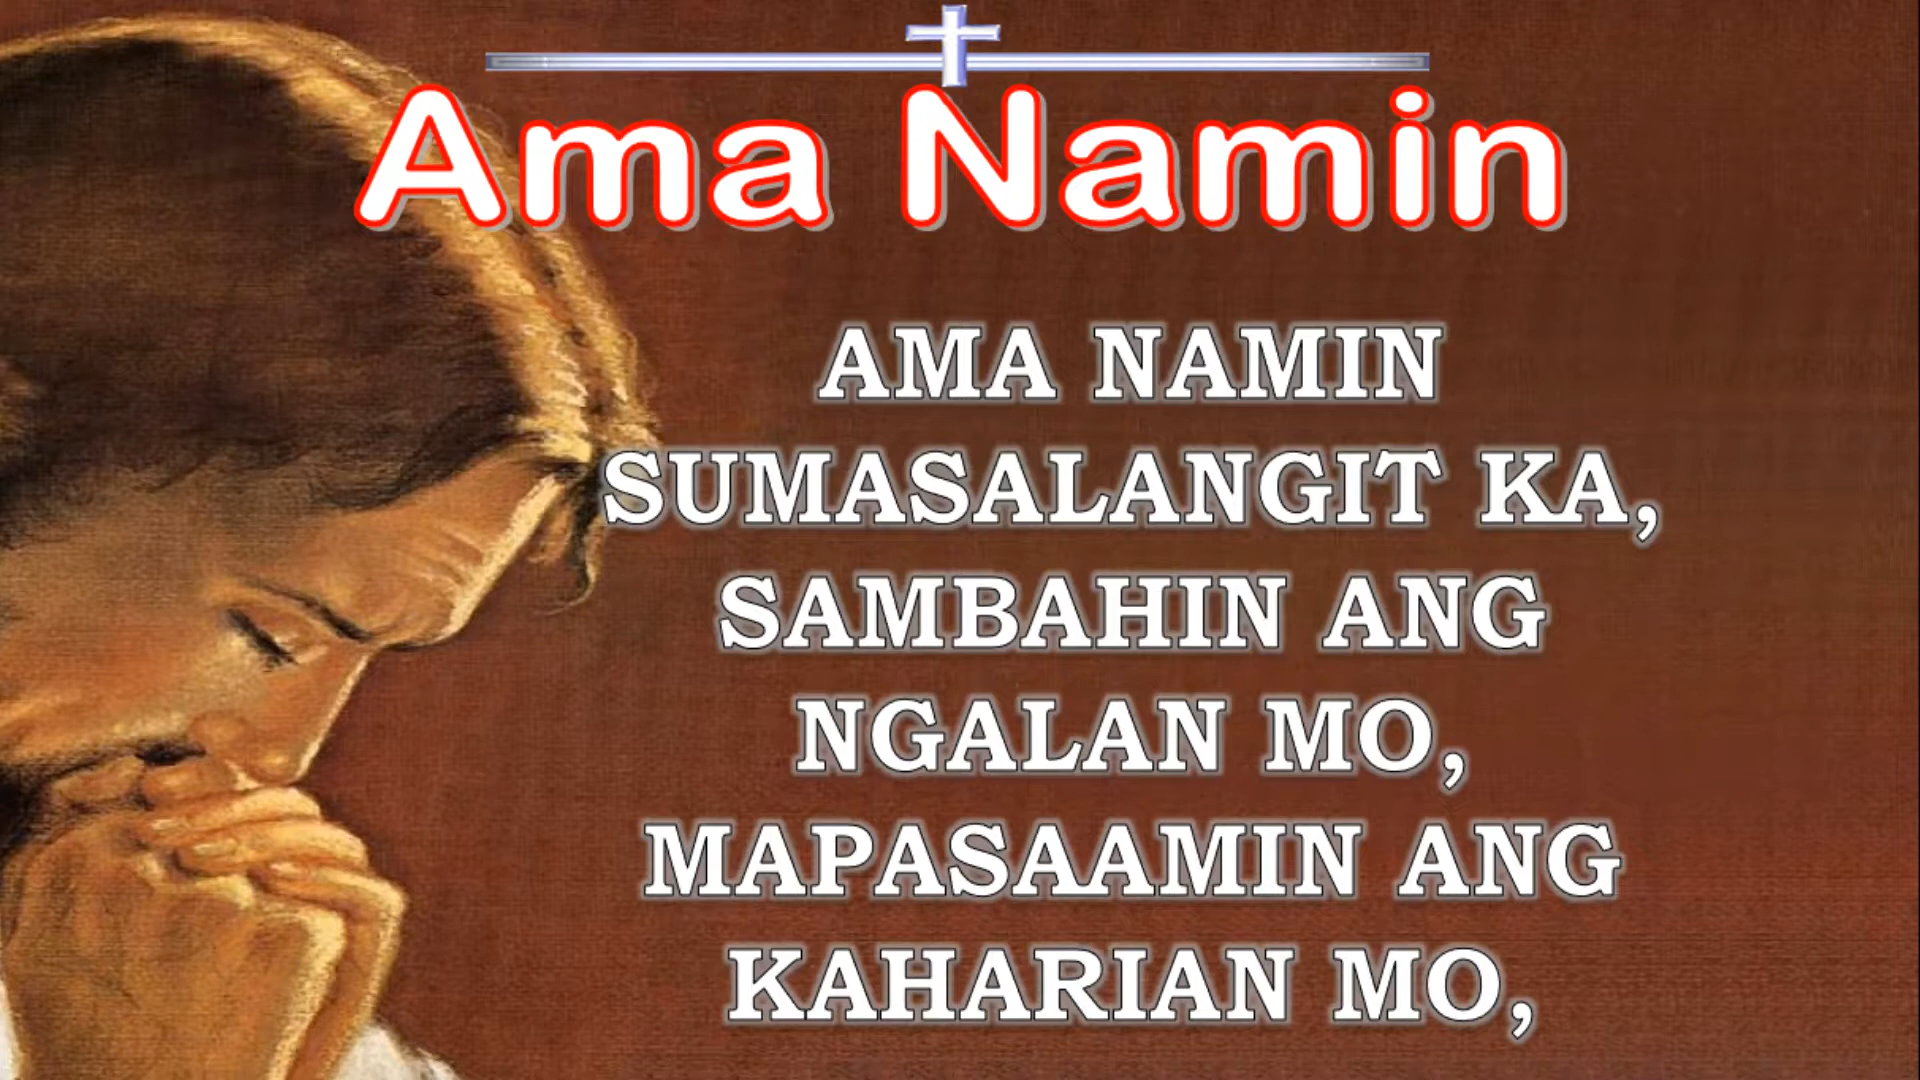 Ama Namin
AMA NAMIN
SUMASALANGIT KA,
SAMBAHIN ANG
NGALAN MO,
MAPASAAMIN ANG
KAHARIAN MO,